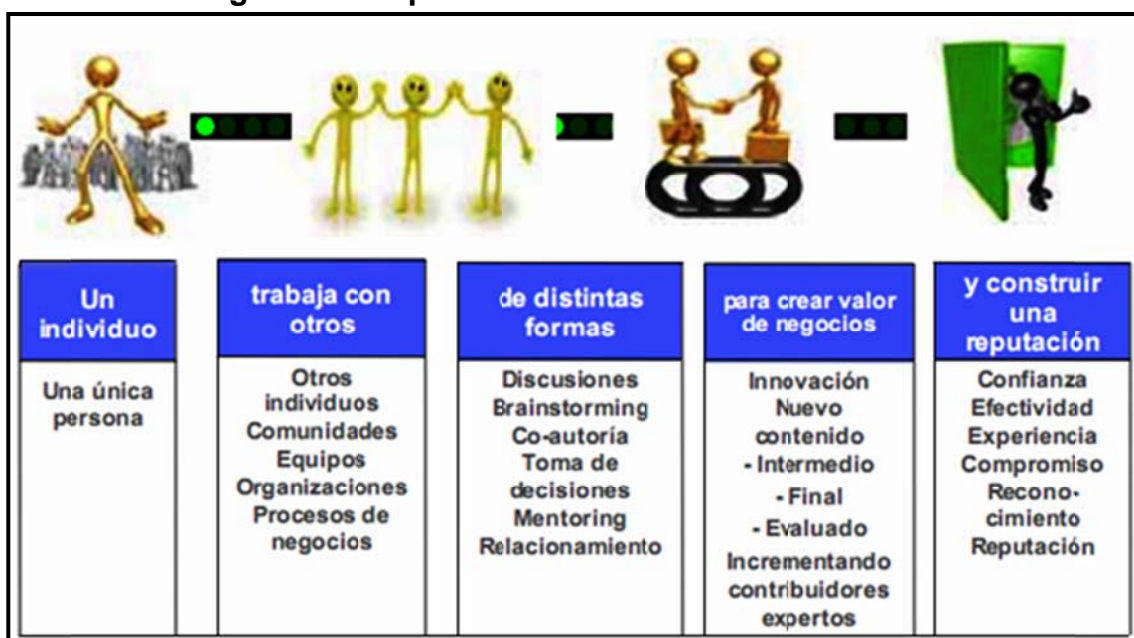 Un
individuo
Una única
persona
trabaja con
otros
Otros
individuos
Comunidades
Equipos
Organizaciones
Procesos de
negocios
de distintas
formas
Discusiones
Brainstorming
Co-autoría
Toma de
decisiones
Mentoring
Relacionamiento
para crear valor
de negocios
Innovación
Nuevo
contenido
- Intermedio
- Final
- Evaluado
Incrementando
contribuidores
expertos
y construir
una
reputación
Confianza
Efectividad
Experiencia
Compromiso
Recono-
cimiento
Reputación